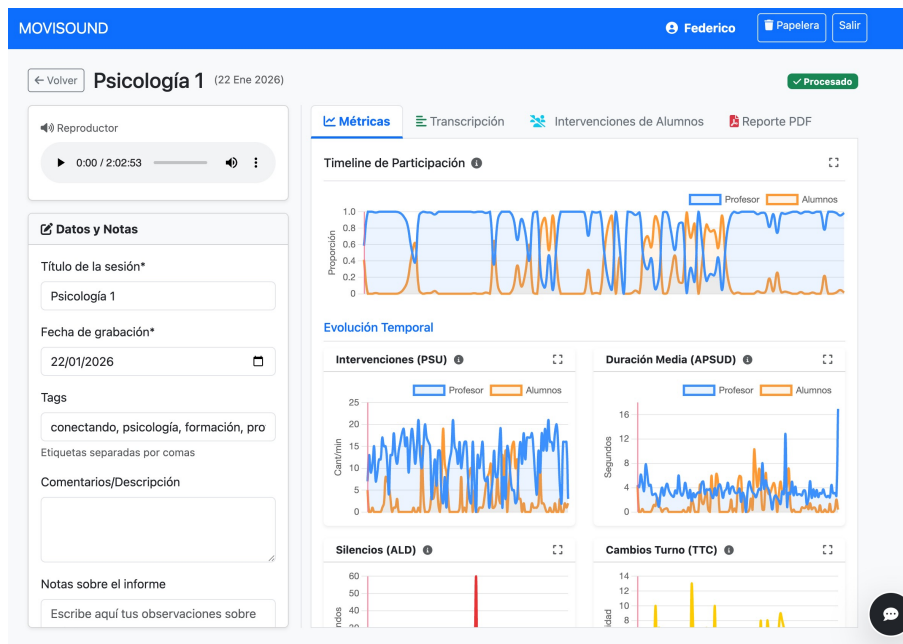 MOVISOUND
Federico
Papelera
Salir
← Volver
Psicología 1
(22 Ene 2026)
Procesado
Reproductor
0:00 / 2:02:53
Datos y Notas
Título de la sesión*
Psicología 1
Fecha de grabación*
22/01/2026
Tags
conectando, psicología, formación, pro
Etiquetas separadas por comas
Comentarios/Descripción
Notas sobre el informe
Escribe aquí tus observaciones sobre
Métricas
Transcripción
Intervenciones de Alumnos
Reporte PDF
Timeline de Participación
Profesor
Alumnos
Proporción
1.0
0.8
0.6
0.4
0.2
0
Evolución Temporal
Intervenciones (PSU)
Profesor
Alumnos
Cant/min
25
20
15
10
5
0
Duración Media (APSUD)
Profesor
Alumnos
Segundos
16
12
8
4
0
Silencios (ALD)
60
50
40
Cambios Turno (TTC)
14
12
10
8